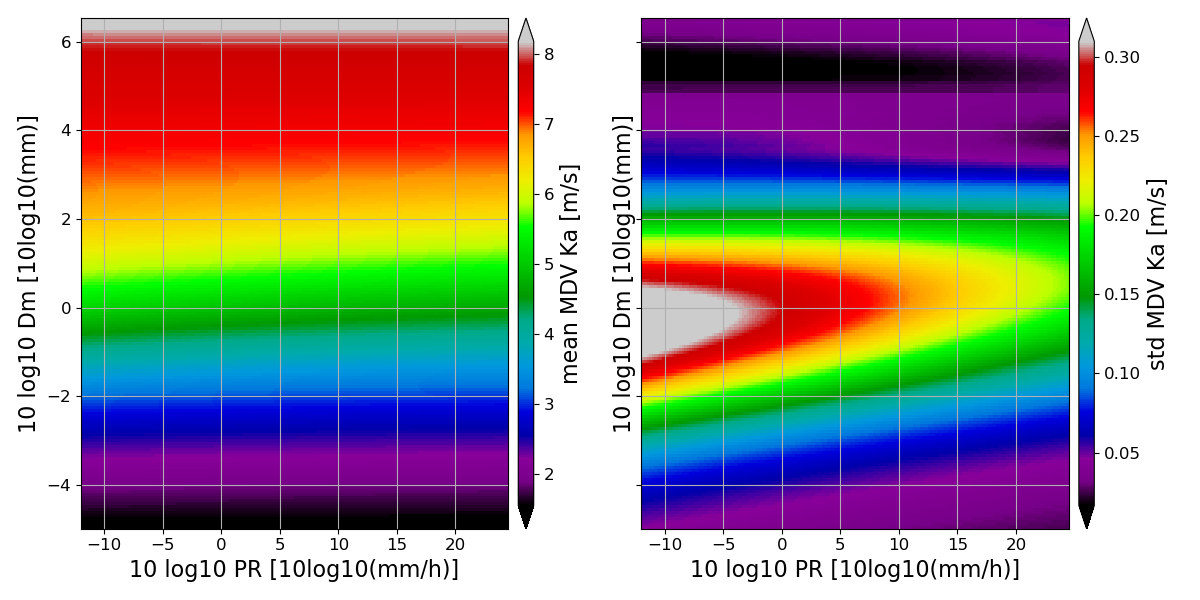 10 log10 Dm [10log10(mm)]
6
4
2
0
−2
−4
−10 −5 0 5 10 15 20
10 log10 PR [10log10(mm/h)]
8
7
6
5
4
3
2
mean MDV Ka [m/s]
10 log10 Dm [10log10(mm)]
−10 −5 0 5 10 15 20
10 log10 PR [10log10(mm/h)]
0.30
0.25
0.20
0.15
0.10
0.05
std MDV Ka [m/s]